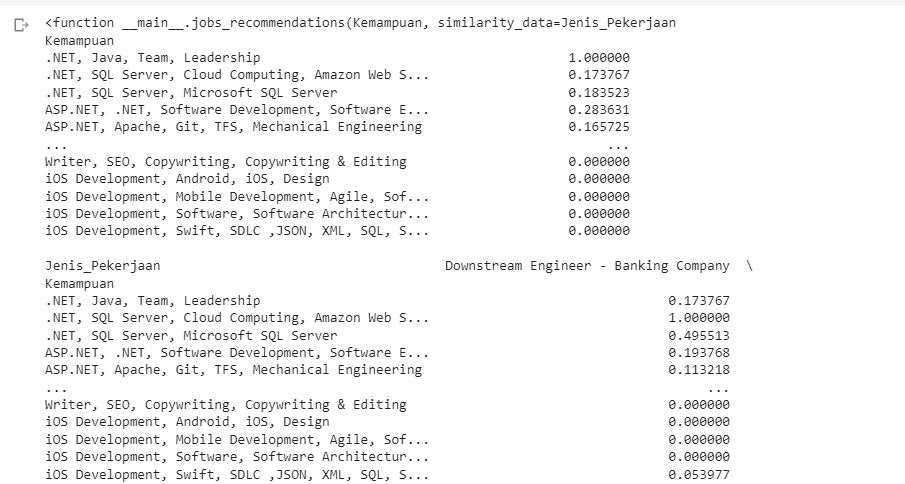 <function __main__.jobs_recommendations(Kemampuan, similarity_data=Jenis_Pekerjaan
Kemampuan
.NET, Java, Team, Leadership 1.000000
.NET, SQL Server, Cloud Computing, Amazon Web S... 0.173767
.NET, SQL Server, Microsoft SQL Server 0.183523
ASP.NET, .NET, Software Development, Software E... 0.283631
ASP.NET, Apache, Git, TFS, Mechanical Engineering 0.165725
... ...
Writer, SEO, Copywriting, Copywriting & Editing 0.000000
iOS Development, Android, iOS, Design 0.000000
iOS Development, Mobile Development, Agile, Sof... 0.000000
iOS Development, Software, Software Architectur... 0.000000
iOS Development, Swift, SDLC ,JSON, XML, SQL, S... 0.000000
Jenis_Pekerjaan Downstream Engineer - Banking Company \
Kemampuan
.NET, Java, Team, Leadership 0.173767
.NET, SQL Server, Cloud Computing, Amazon Web S... 1.000000
.NET, SQL Server, Microsoft SQL Server 0.495513
ASP.NET, .NET, Software Development, Software E... 0.193768
ASP.NET, Apache, Git, TFS, Mechanical Engineering 0.113218
... ...
Writer, SEO, Copywriting, Copywriting & Editing 0.000000
iOS Development, Android, iOS, Design 0.000000
iOS Development, Mobile Development, Agile, Sof... 0.000000
iOS Development, Software, Software Architectur... 0.000000
iOS Development, Swift, SDLC ,JSON, XML, SQL, S... 0.053977